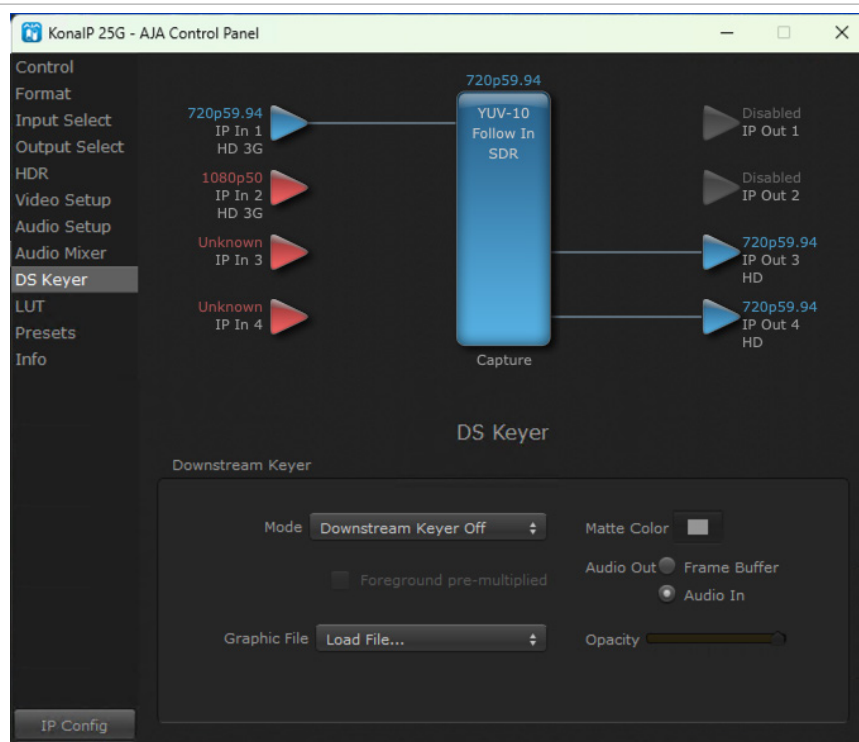 KonaIP 25G - AJA Control Panel
Control
Format
Input Select
Output Select
HDR
Video Setup
Audio Setup
Audio Mixer
DS Keyer
LUT
Presets
Info
IP Config
720p59.94
IP In 1
HD 3G
1080p50
IP In 2
HD 3G
Unknown
IP In 3
Unknown
IP In 4
720p59.94
YUV-10
Follow In
SDR
Capture
Disabled
IP Out 1
Disabled
IP Out 2
720p59.94
IP Out 3
HD
720p59.94
IP Out 4
HD
DS Keyer
Downstream Keyer
Mode Downstream Keyer Off
Foreground pre-multiplied
Graphic File Load File...
Matte Color
Audio Out Frame Buffer
Audio In
Opacity